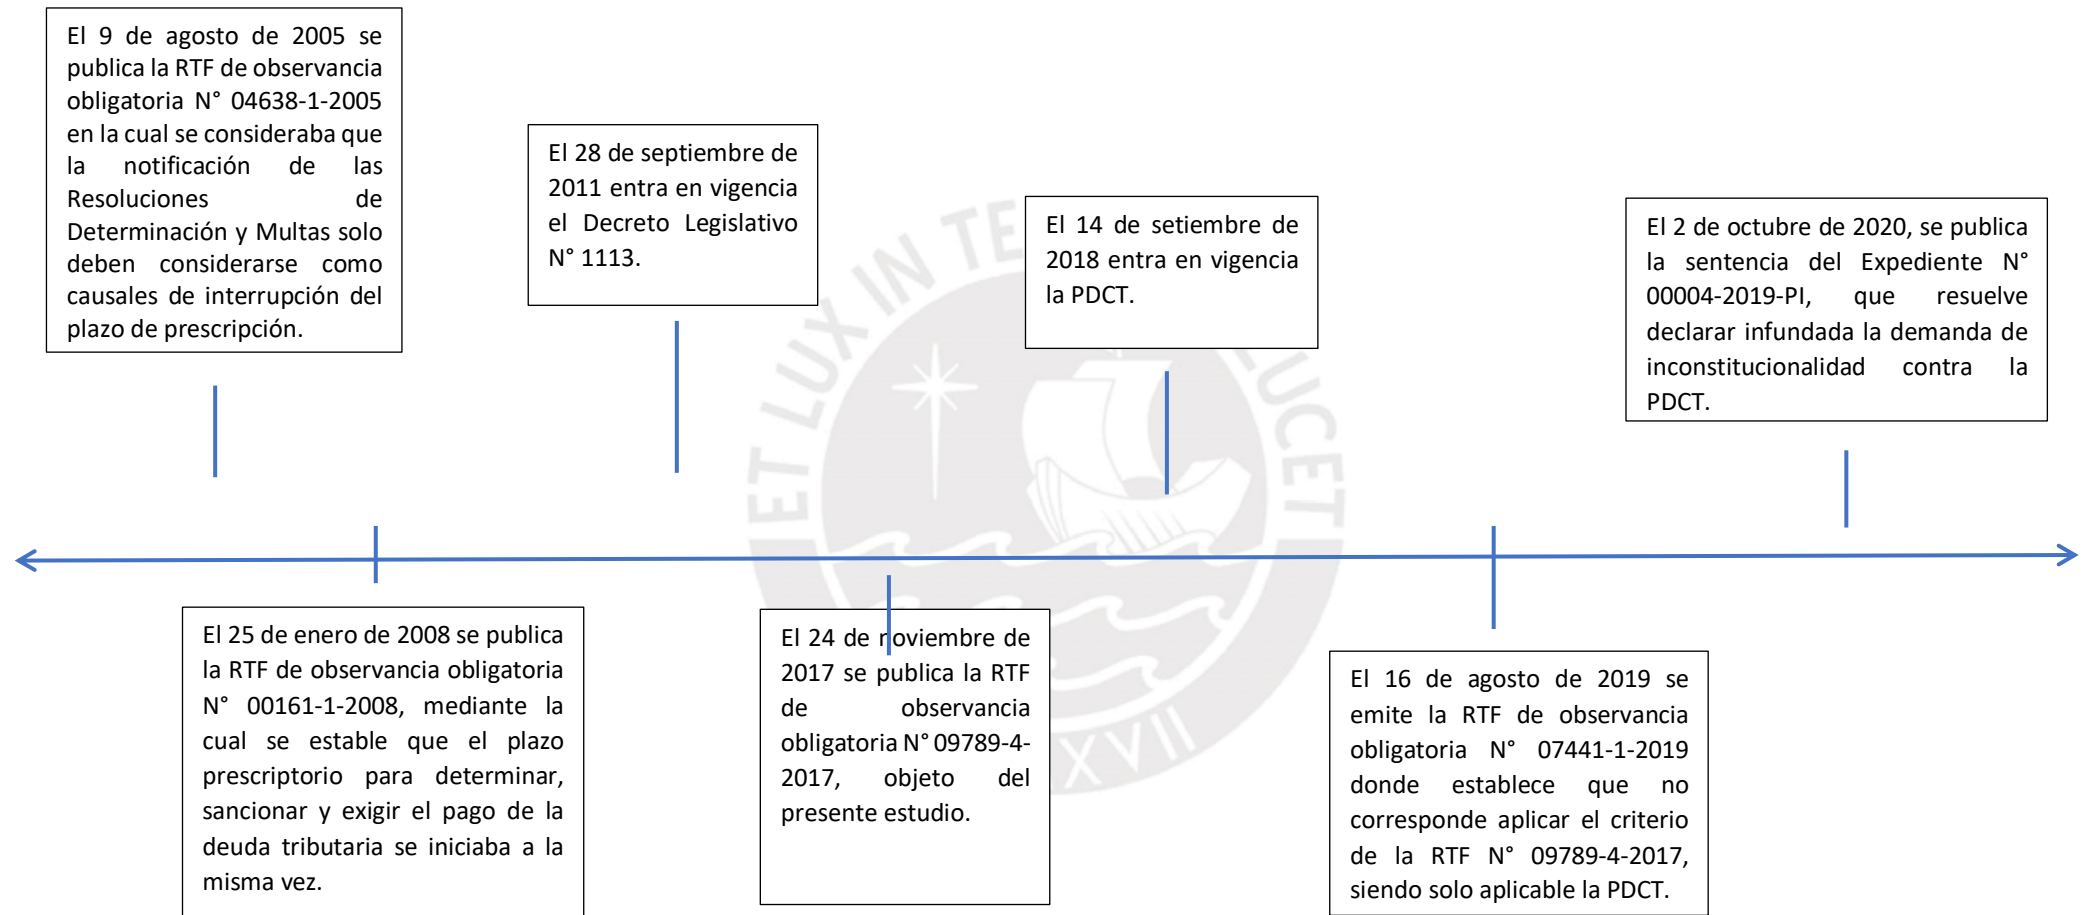 El 9 de agosto de 2005 se
publica la RTF de observancia
obligatoria N° 04638-1-2005
en la cual se consideraba que
la notificación de las
Resoluciones de
Determinación y Multas solo
deben considerarse como
causales de interrupción del
plazo de prescripción.
El 28 de septiembre de
2011 entra en vigencia
el Decreto Legislativo
N° 1113.
El 14 de setiembre de
2018 entra en vigencia
la PDCT.
El 2 de octubre de 2020, se publica
la sentencia del Expediente N°
00004-2019-PI, que resuelve
declarar infundada la demanda de
inconstitucionalidad contra la
PDCT.
El 25 de enero de 2008 se publica
la RTF de observancia obligatoria
N° 00161-1-2008, mediante la
cual se estable que el plazo
prescriptorio para determinar,
sancionar y exigir el pago de la
deuda tributaria se iniciaba a la
misma vez.
El 24 de noviembre de
2017 se publica la RTF
de observancia
obligatoria N° 09789-4-
2017, objeto del
presente estudio.
El 16 de agosto de 2019 se
emite la RTF de observancia
obligatoria N° 07441-1-2019
donde establece que no
corresponde aplicar el criterio
de la RTF N° 09789-4-2017,
siendo solo aplicable la PDCT.
ET LUX IN TE
UCET
XVII